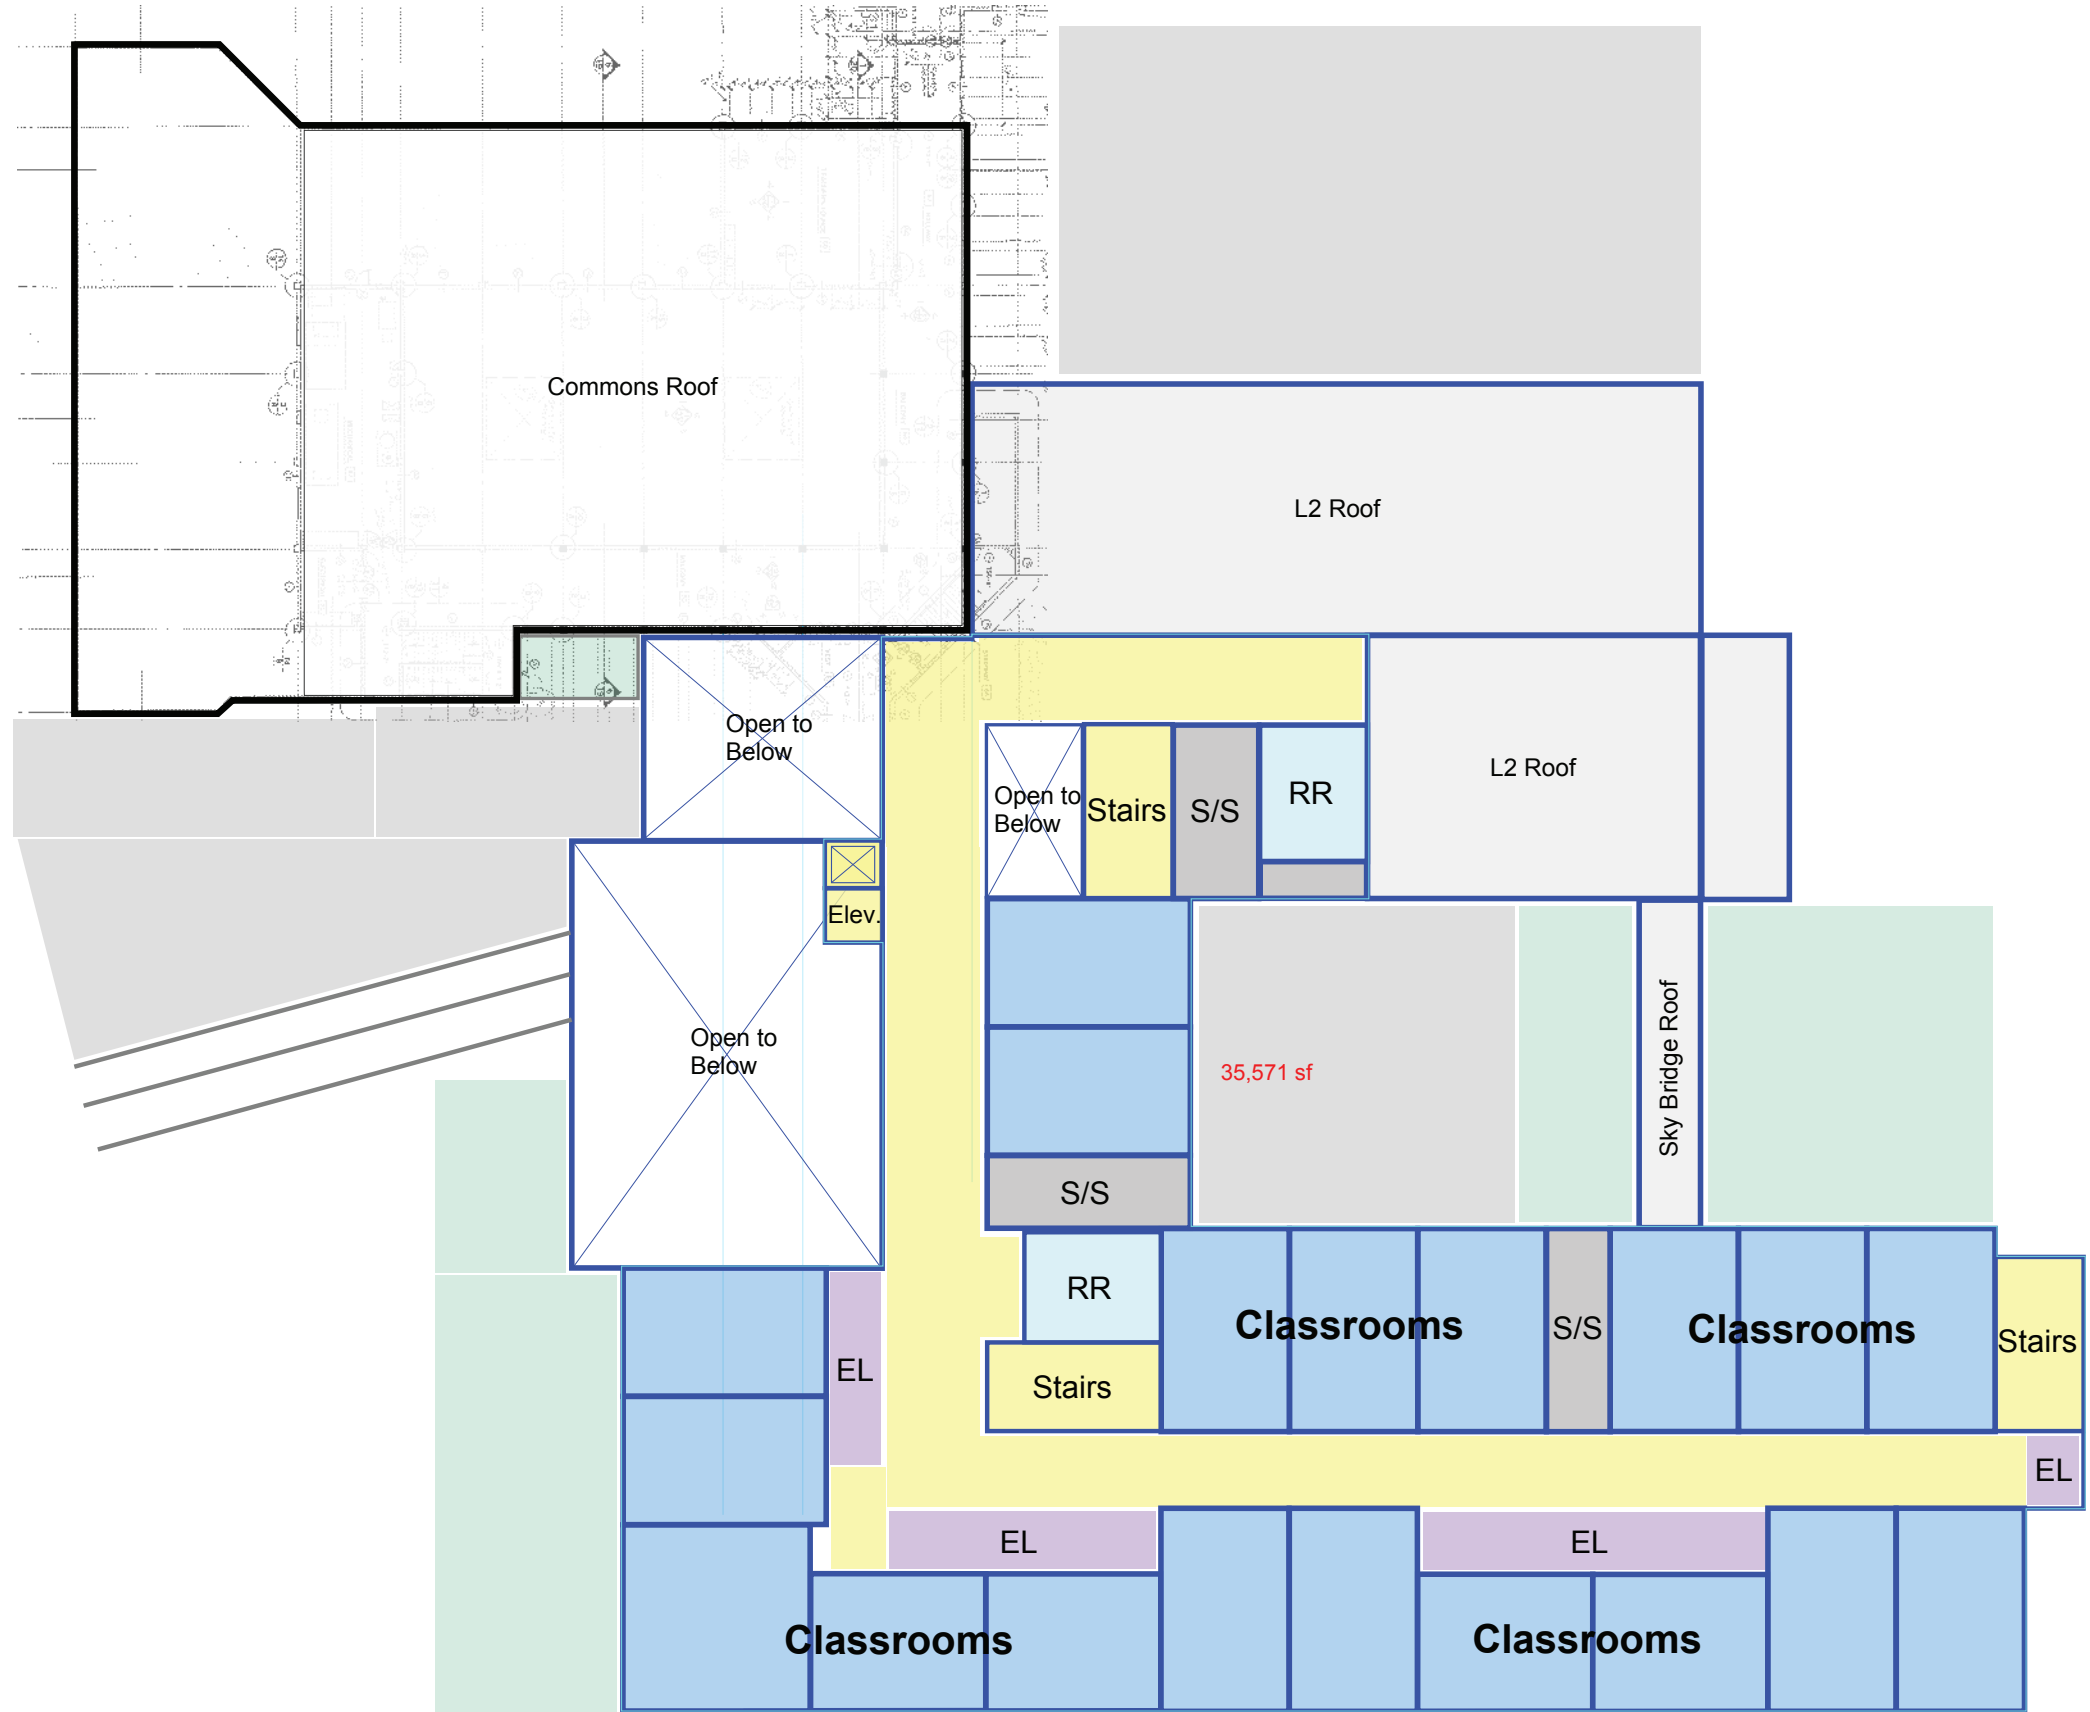 Commons Roof
L2 Roof
Open to
Below
Open to
Below
Stairs
S/S
RR
L2 Roof
Elev.
Open to
Below
35,571 sf
Sky Bridge Roof
S/S
RR
Classrooms
S/S
Classrooms
Stairs
EL
Stairs
EL
EL
EL
Classrooms
Classrooms